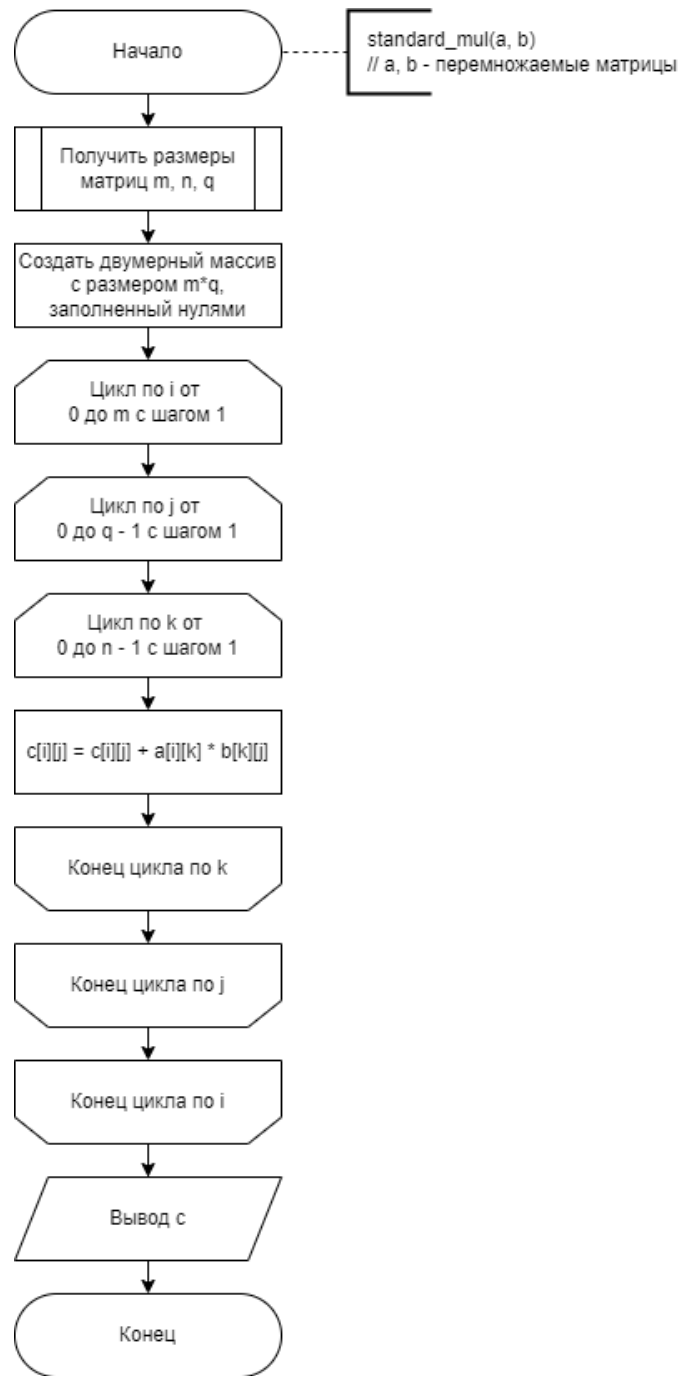 Начало
standard_mul(a, b)
// a, b - перемножаемые матрицы
Получить размеры
матриц m, n, q
Создать двумерный массив
с размером m*q,
заполненный нулями
Цикл по i от
0 до m с шагом 1
Цикл по j от
0 до q - 1 с шагом 1
Цикл по k от
0 до n - 1 с шагом 1
c[i][j] = c[i][j] + a[i][k] * b[k][j]
Конец цикла по k
Конец цикла по j
Конец цикла по i
Вывод c
Конец